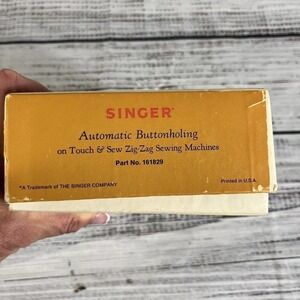 SINGER*
Automatic Buttonholing
on Touch & Sew Zig-Zag Sewing Machines
Part No. 161829
*A Trademark of THE SINGER COMPANY
Printed in U.S.A.